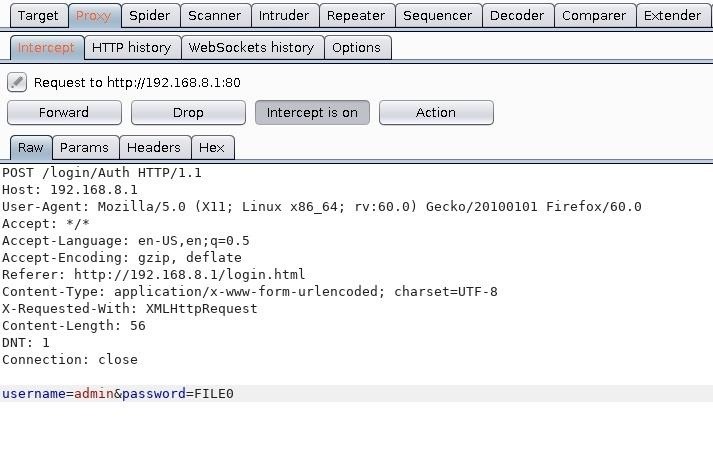 Target Proxy Spider Scanner Intruder Repeater Sequencer Decoder Comparer Extender
Intercept HTTP history WebSockets history Options
Request to http://192.168.8.1:80
Forward Drop Intercept is on Action
Raw Params Headers Hex
POST /login/Auth HTTP/1.1
Host: 192.168.8.1
User-Agent: Mozilla/5.0 (X11; Linux x86_64; rv:60.0) Gecko/20100101 Firefox/60.0
Accept: */*
Accept-Language: en-US,en;q=0.5
Accept-Encoding: gzip, deflate
Referer: http://192.168.8.1/login.html
Content-Type: application/x-www-form-urlencoded; charset=UTF-8
X-Requested-With: XMLHttpRequest
Content-Length: 56
DNT: 1
Connection: close
username=admin&password=FILE0